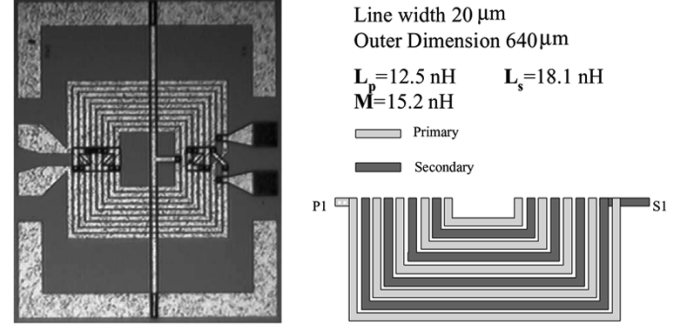 Line width 20 μm
Outer Dimension 640μm
Lp=12.5 nH Ls=18.1 nH
M=15.2 nH
Primary
Secondary
P1 S1